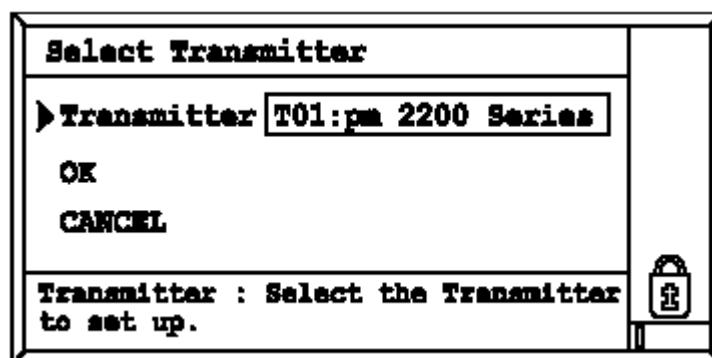 Select Transmitter
Transmitter T01:pm 2200 Series
OK
CANCEL
Transmitter : Select the Transmitter
to set up.